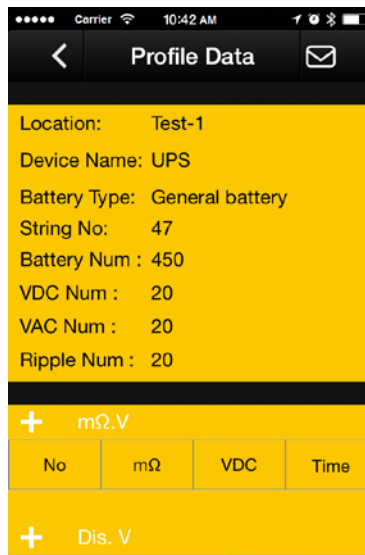 Carrier 10:42 AM
Profile Data
Location: Test-1
Device Name: UPS
Battery Type: General battery
String No: 47
Battery Num : 450
VDC Num : 20
VAC Num : 20
Ripple Num : 20
+ mΩ.V
No mΩ VDC Time
+ Dis. V